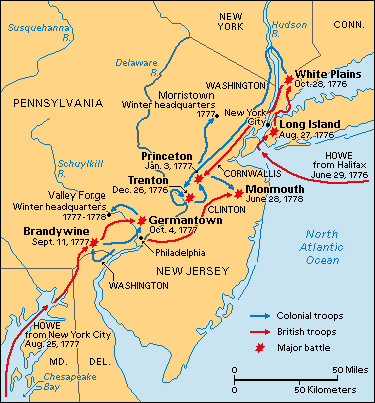 NEW
YORK
Hudson
R.
CONN.
Susquehanna
R.
Delaware
R.
WASHINGTON
White Plains
Oct. 28, 1776
Morristown
Winter headquarters
1777
PENNSYLVANIA
New York
City
Long Island
Aug. 27, 1776
Princeton
Jan. 3, 1777
CORNWALLIS
HOWE
from Halifax
June 29, 1776
Schuylkill
R.
Trenton
Dec. 26, 1776
Monmouth
June 28, 1778
Valley Forge
Winter headquarters
1777-1778
CLINTON
Germantown
Oct. 4, 1777
Brandywine
Sept. 11, 1777
Philadelphia
NEW JERSEY
WASHINGTON
North
Atlantic
Ocean
HOWE
from New York City
Aug. 25, 1777
MD.
DEL.
Chesapeake
Bay
Colonial troops
British troops
Major battle
0 50 Miles
0 50 Kilometers